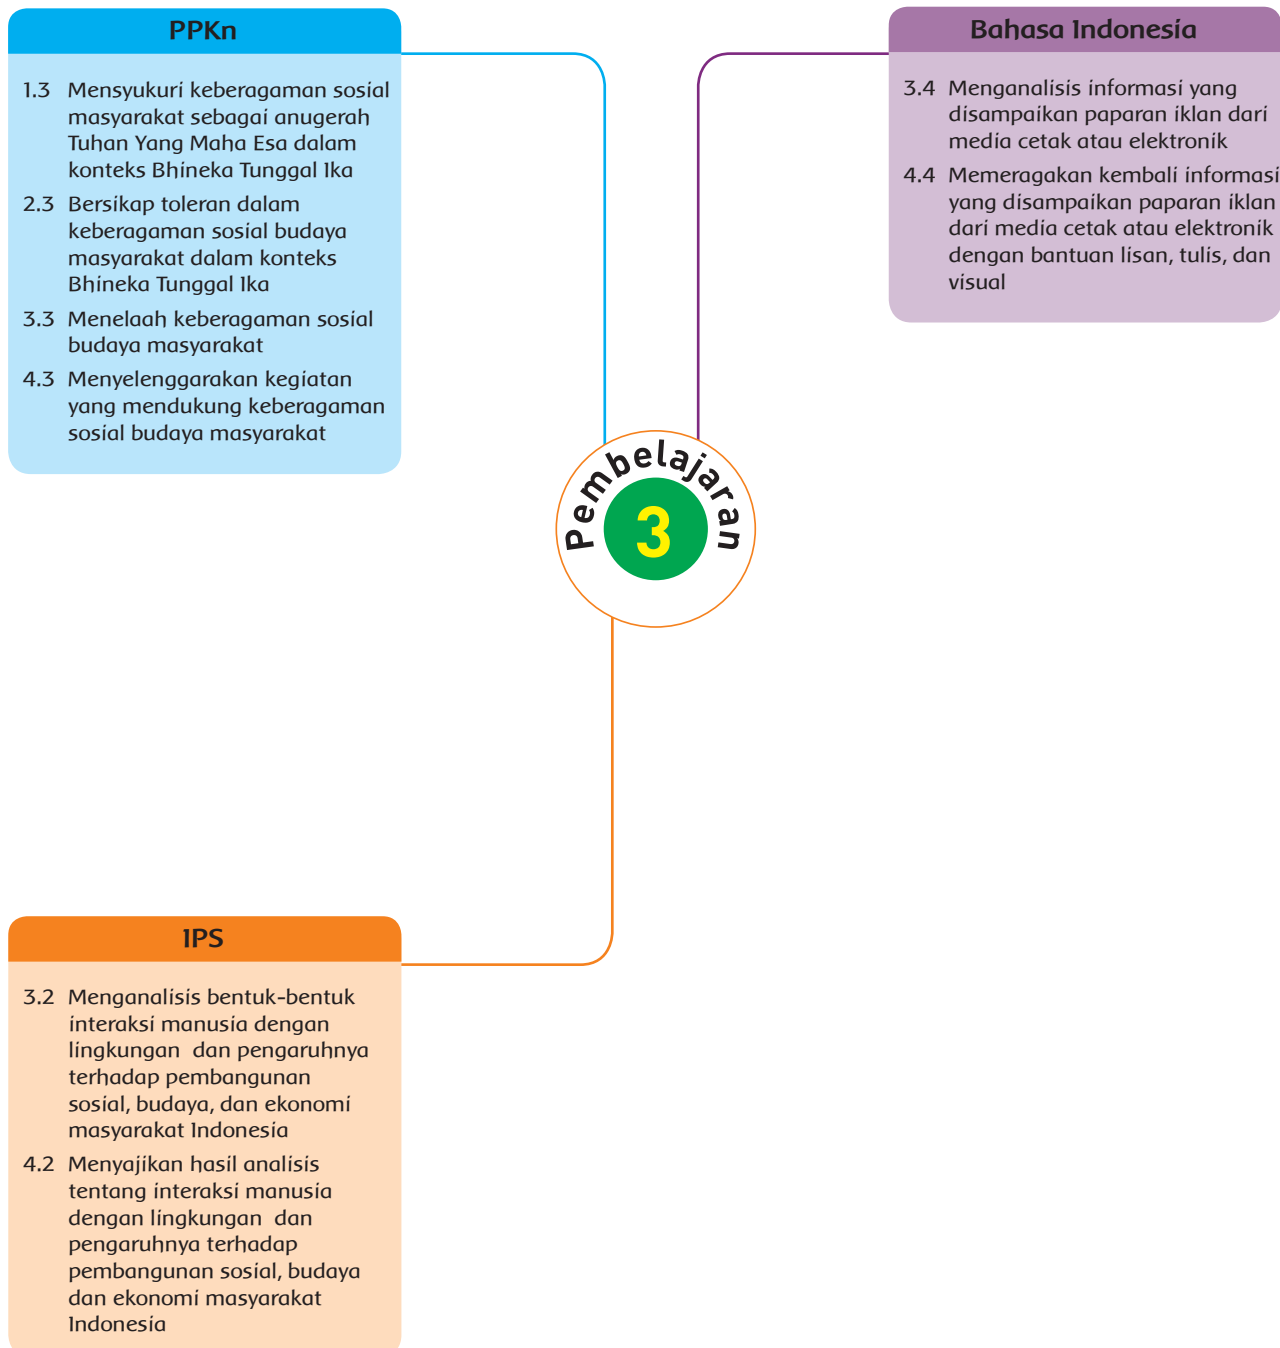 PPKn
1.3 Mensyukuri keberagaman sosial
masyarakat sebagai anugerah
Tuhan Yang Maha Esa dalam
konteks Bhineka Tunggal Ika
2.3 Bersikap toleran dalam
keberagaman sosial budaya
masyarakat dalam konteks
Bhineka Tunggal Ika
3.3 Menelaah keberagaman sosial
budaya masyarakat
4.3 Menyelenggarakan kegiatan
yang mendukung keberagaman
sosial budaya masyarakat
Bahasa Indonesia
3.4 Menganalisis informasi yang
disampaikan paparan iklan dari
media cetak atau elektronik
4.4 Memeragakan kembali informasi
yang disampaikan paparan iklan
dari media cetak atau elektronik
dengan bantuan lisan, tulis, dan
visual
Pembelajaran
3
IPS
3.2 Menganalisis bentuk-bentuk
interaksi manusia dengan
lingkungan dan pengaruhnya
terhadap pembangunan
sosial, budaya, dan ekonomi
masyarakat Indonesia
4.2 Menyajikan hasil analisis
tentang interaksi manusia
dengan lingkungan dan
pengaruhnya terhadap
pembangunan sosial, budaya
dan ekonomi masyarakat
Indonesia